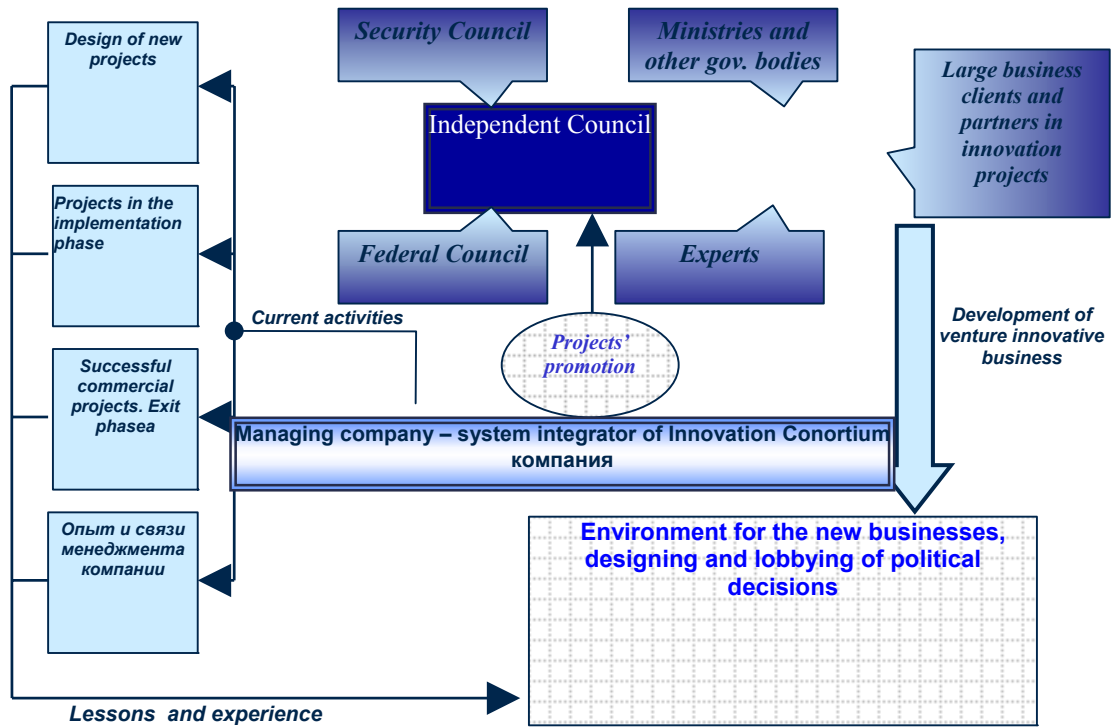 Design of new
projects
Security Council
Ministries and
other gov. bodies
Large business
clients and
partners in
innovation
projects
Independent Council
Projects in the
implementation
phase
Federal Council
Experts
Current activities
Projects’
promotion
Development of
venture innovative
business
Successful
commercial
projects. Exit
phasea
Managing company – system integrator of Innovation Conortium
компания
Опыт и связи
менеджмента
компании
Environment for the new businesses,
designing and lobbying of political
decisions
Lessons and experience